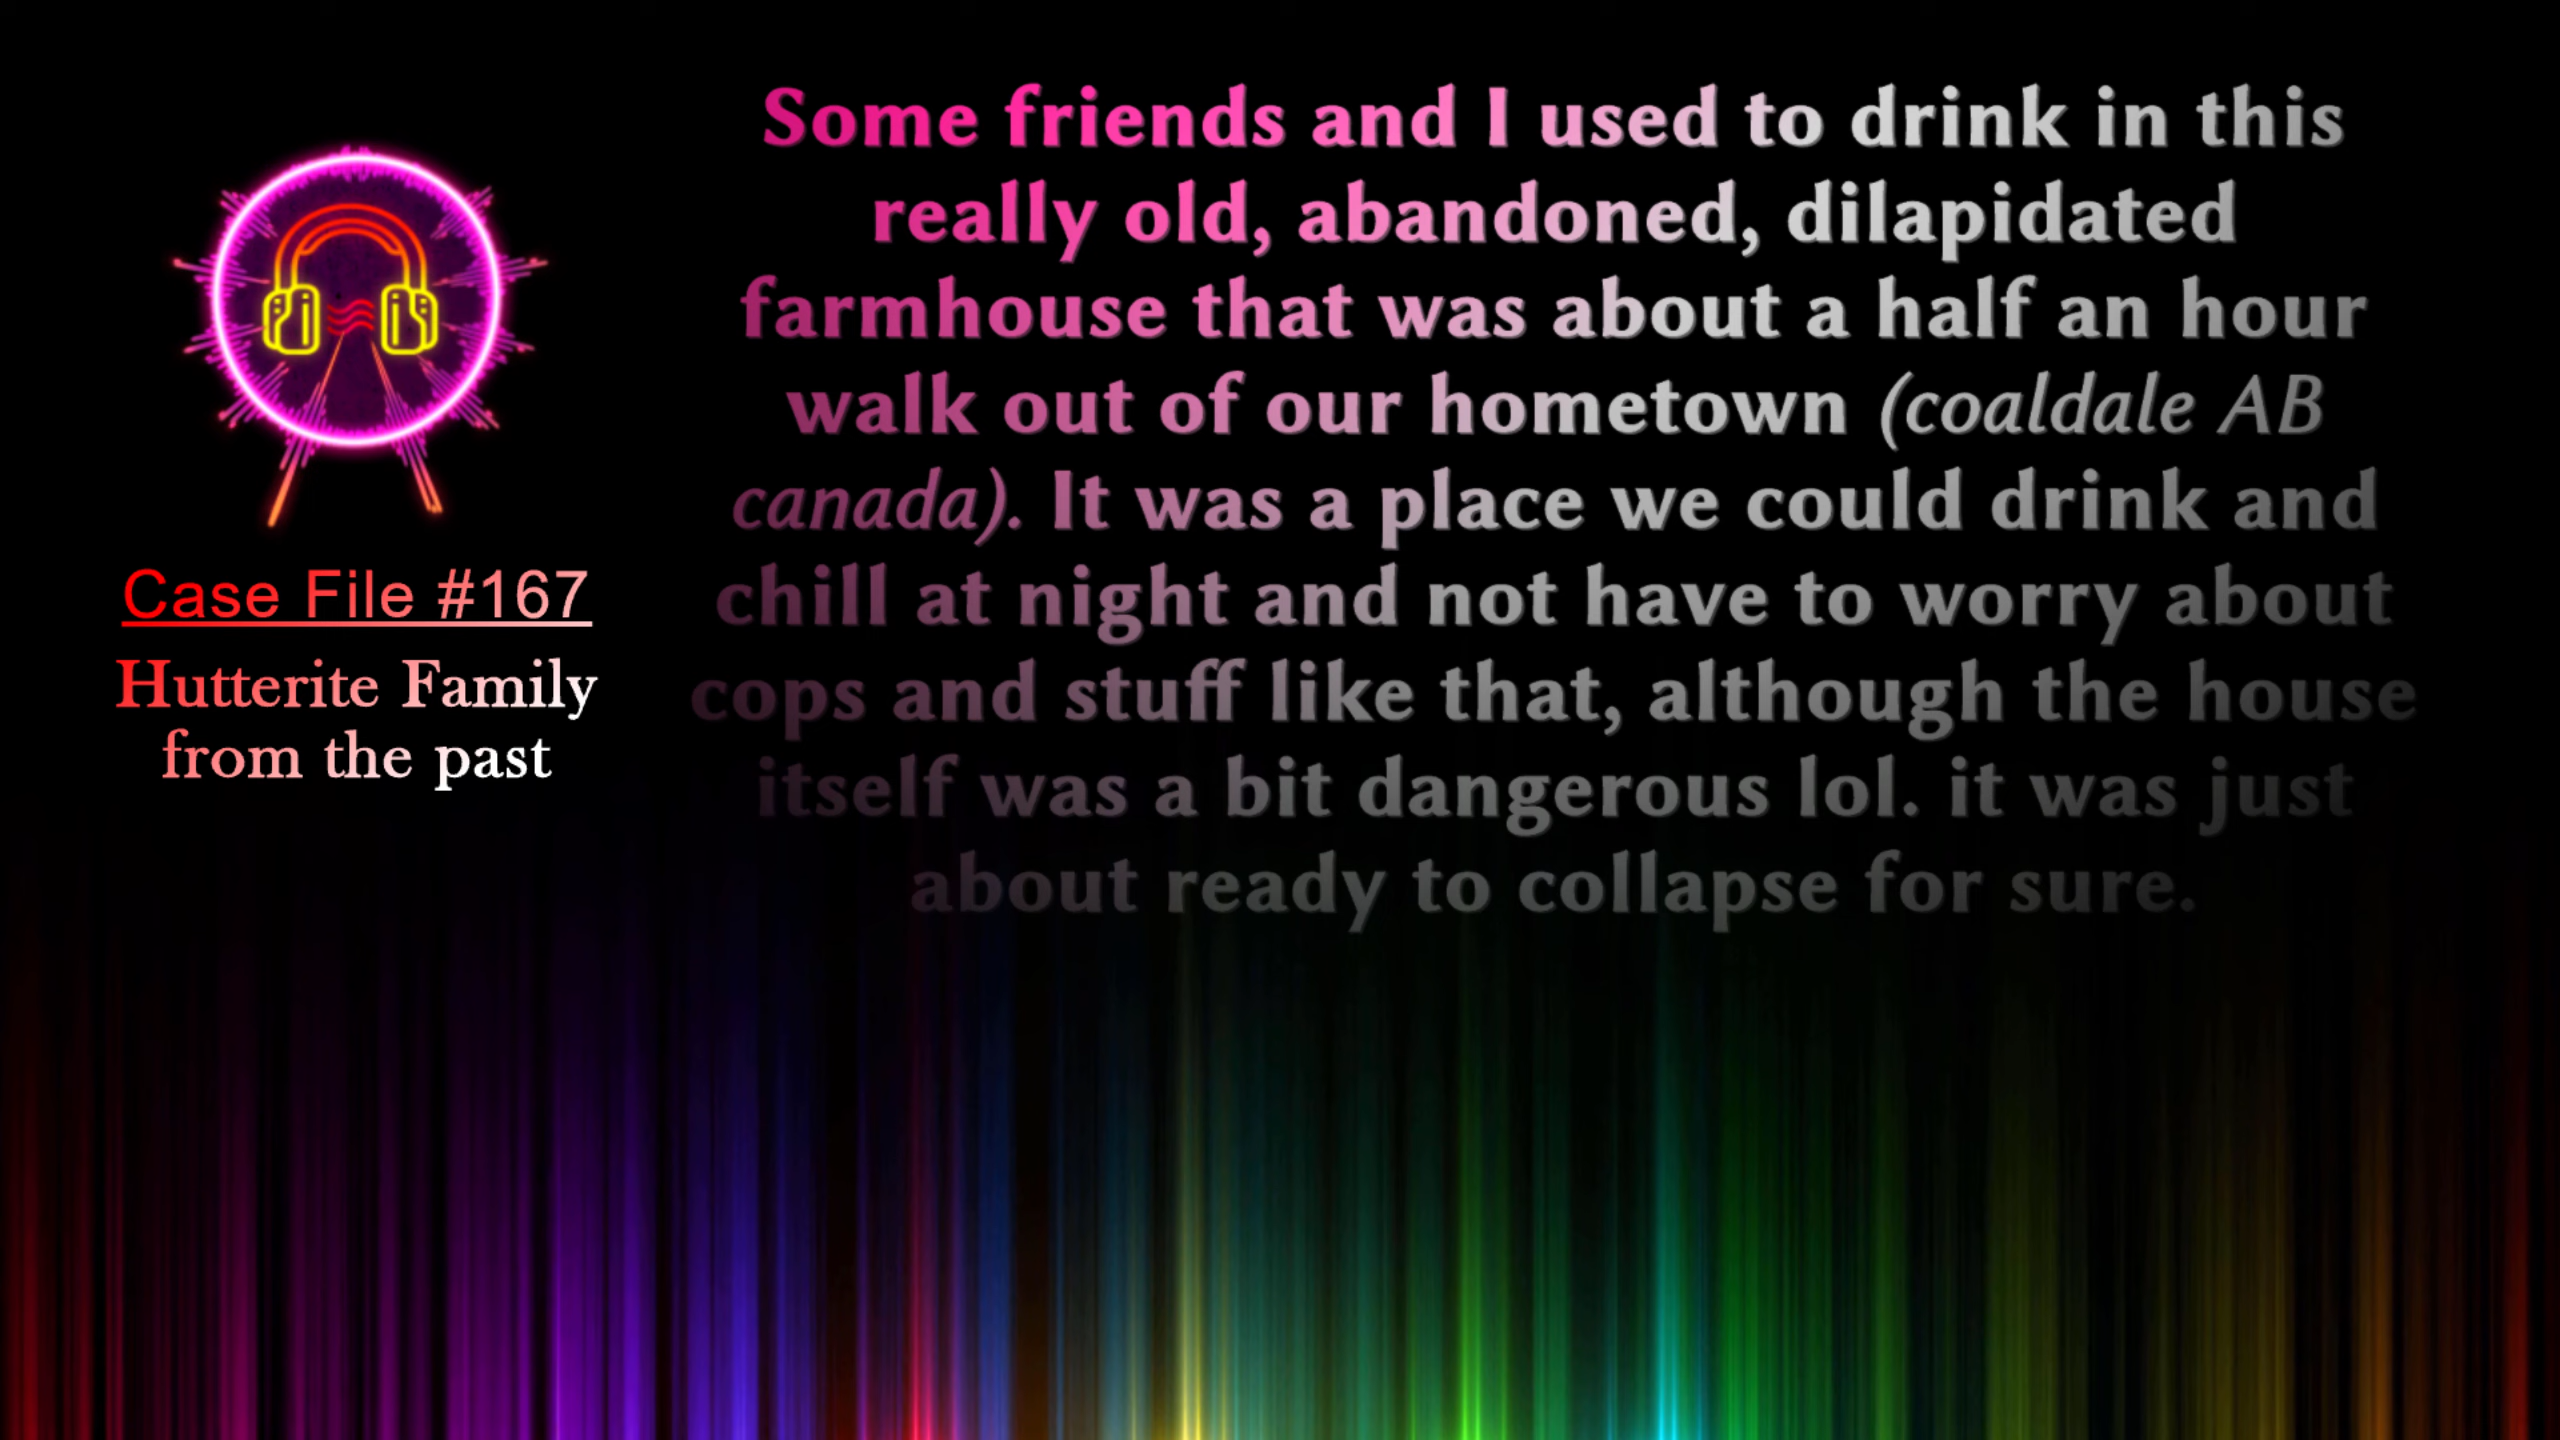 Case File #167
Hutterite Family
from the past
Some friends and I used to drink in this
really old, abandoned, dilapidated
farmhouse that was about a half an hour
walk out of our hometown (coaldale AB
canada). It was a place we could drink and
chill at night and not have to worry about
cops and stuff like that, although the house
itself was a bit dangerous lol. it was just
about ready to collapse for sure.